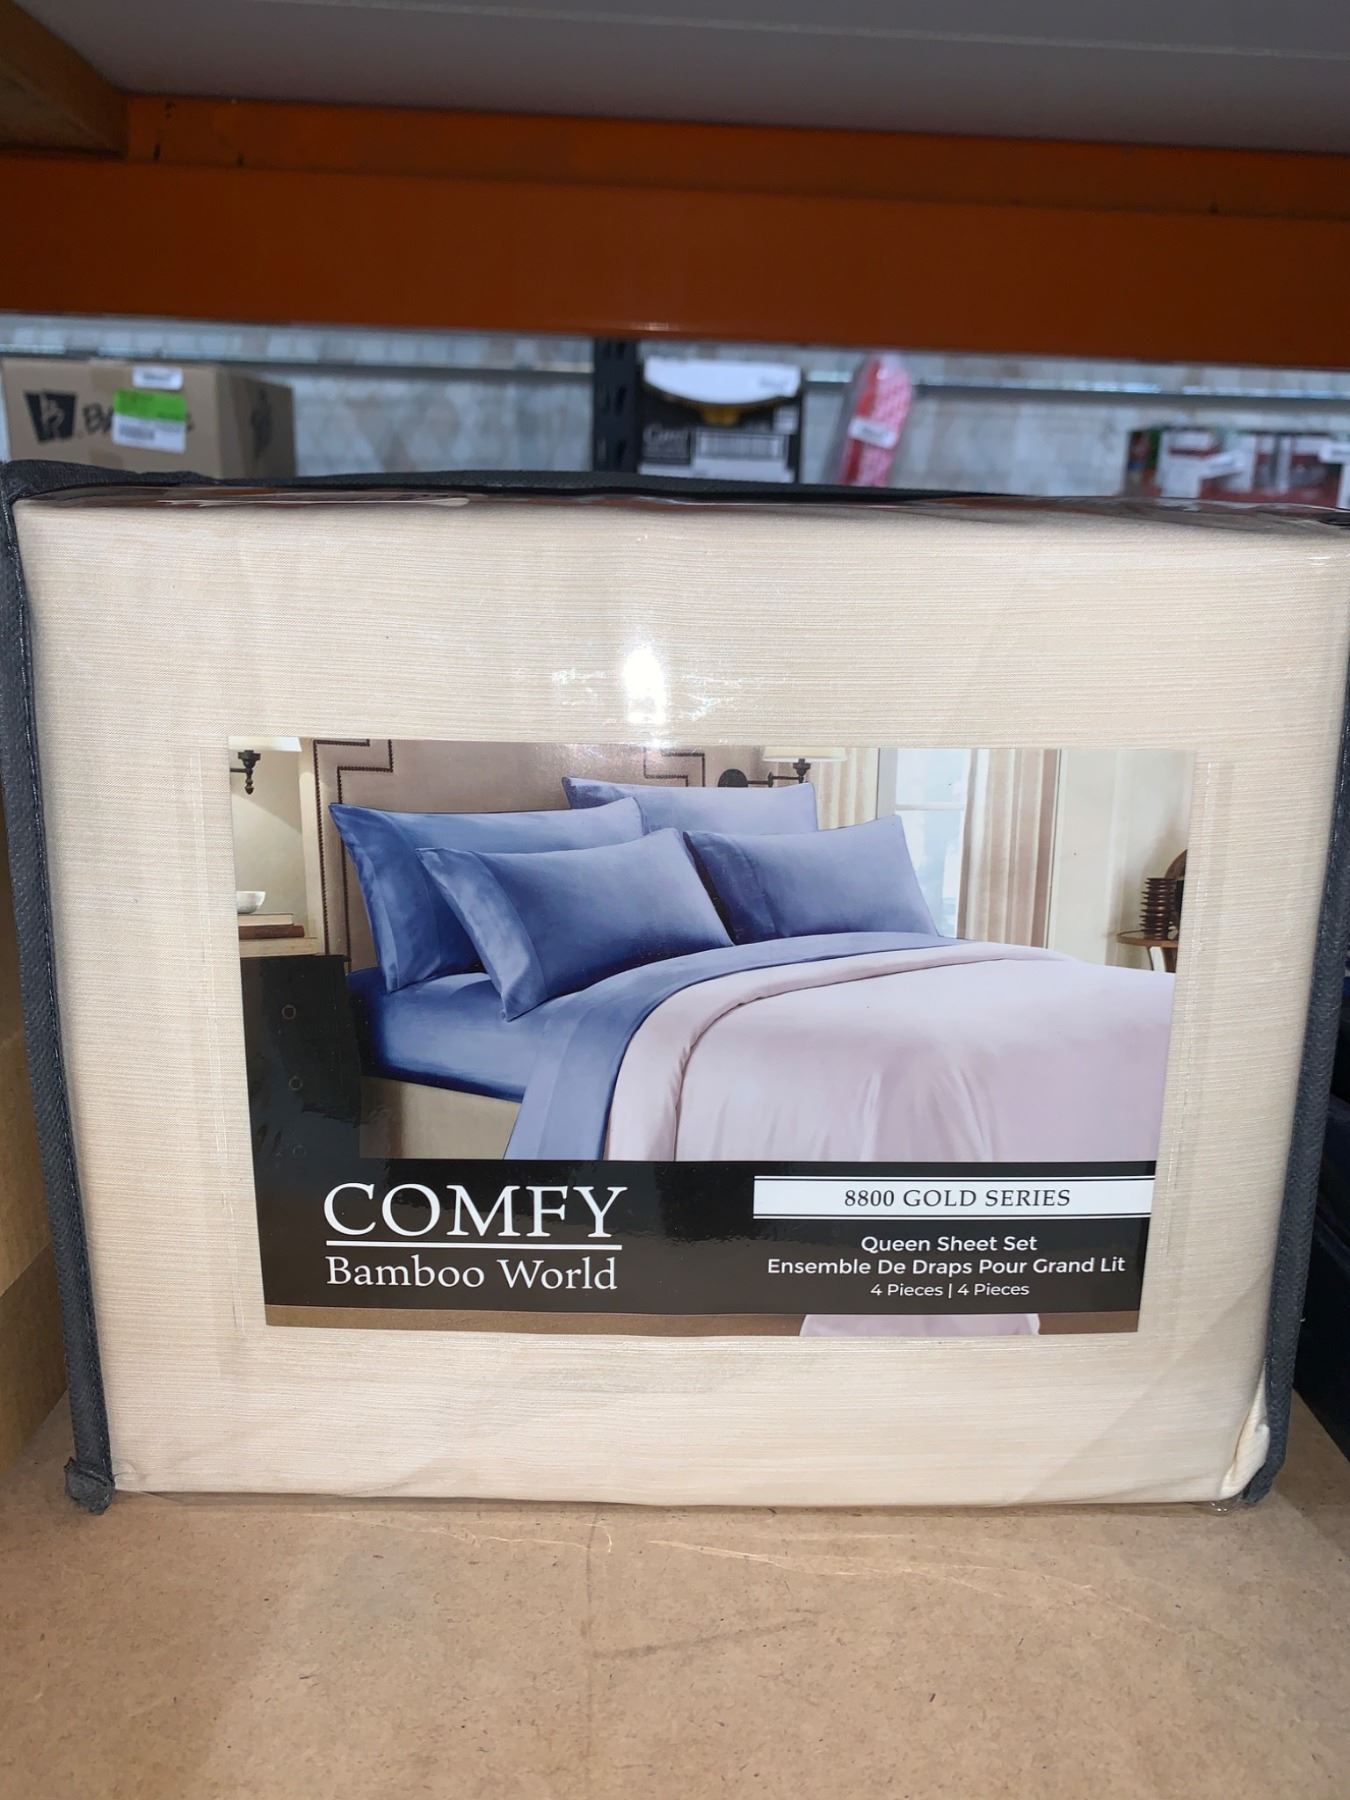 COMFY
Bamboo World
8800 GOLD SERIES
Queen Sheet Set
Ensemble De Draps Pour Grand Lit
4 Pieces | 4 Pieces